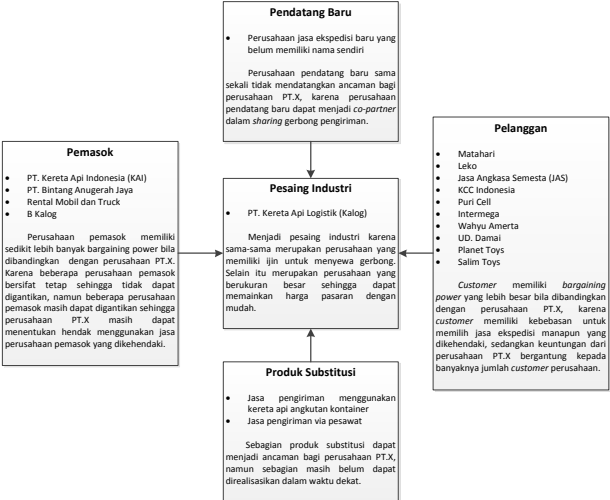 Pendatang Baru
• Perusahaan jasa ekspedisi baru yang
belum memiliki nama sendiri
Perusahaan pendatang baru sama
sekali tidak mendatangkan ancaman bagi
perusahaan PT.X, karena perusahaan
pendatang baru dapat menjadi co-partner
dalam sharing gerbong pengiriman.
Pemasok
• PT. Kereta Api Indonesia (KAI)
• PT. Bintang Anugerah Jaya
• Rental Mobil dan Truck
• B Kalog
Perusahaan pemasok memiliki
sedikit lebih banyak bargaining power bila
dibandingkan dengan perusahaan PT.X.
Karena beberapa perusahaan pemasok
bersifat tetap sehingga tidak dapat
digantikan, namun beberapa perusahaan
pemasok masih dapat digantikan sehingga
perusahaan PT.X masih dapat
menentukan hendak menggunakan jasa
perusahaan pemasok yang dikehendaki.
Pesaing Industri
• PT. Kereta Api Logistik (Kalog)
Menjadi pesaing industri karena
sama-sama merupakan perusahaan yang
memiliki ijin untuk menyewa gerbong.
Selain itu merupakan perusahaan yang
berukuran besar sehingga dapat
memainkan harga pasaran dengan
mudah.
Pelanggan
• Matahari
• Leko
• Jasa Angkasa Semesta (JAS)
• KCC Indonesia
• Puri Cell
• Intermega
• Wahyu Amerta
• UD. Damai
• Planet Toys
• Salim Toys
Customer memiliki bargaining
power yang lebih besar bila dibandingkan
dengan perusahaan PT.X, karena
customer memiliki kebebasan untuk
memilih jasa ekspedisi manapun yang
dikehendaki, sedangkan keuntungan dari
perusahaan PT.X bergantung kepada
banyaknya jumlah customer perusahaan.
Produk Substitusi
• Jasa pengiriman menggunakan
kereta api angkutan kontainer
• Jasa pengiriman via pesawat
Sebagian produk substitusi dapat
menjadi ancaman bagi perusahaan PT.X,
namun sebagian masih belum dapat
direalisasikan dalam waktu dekat.